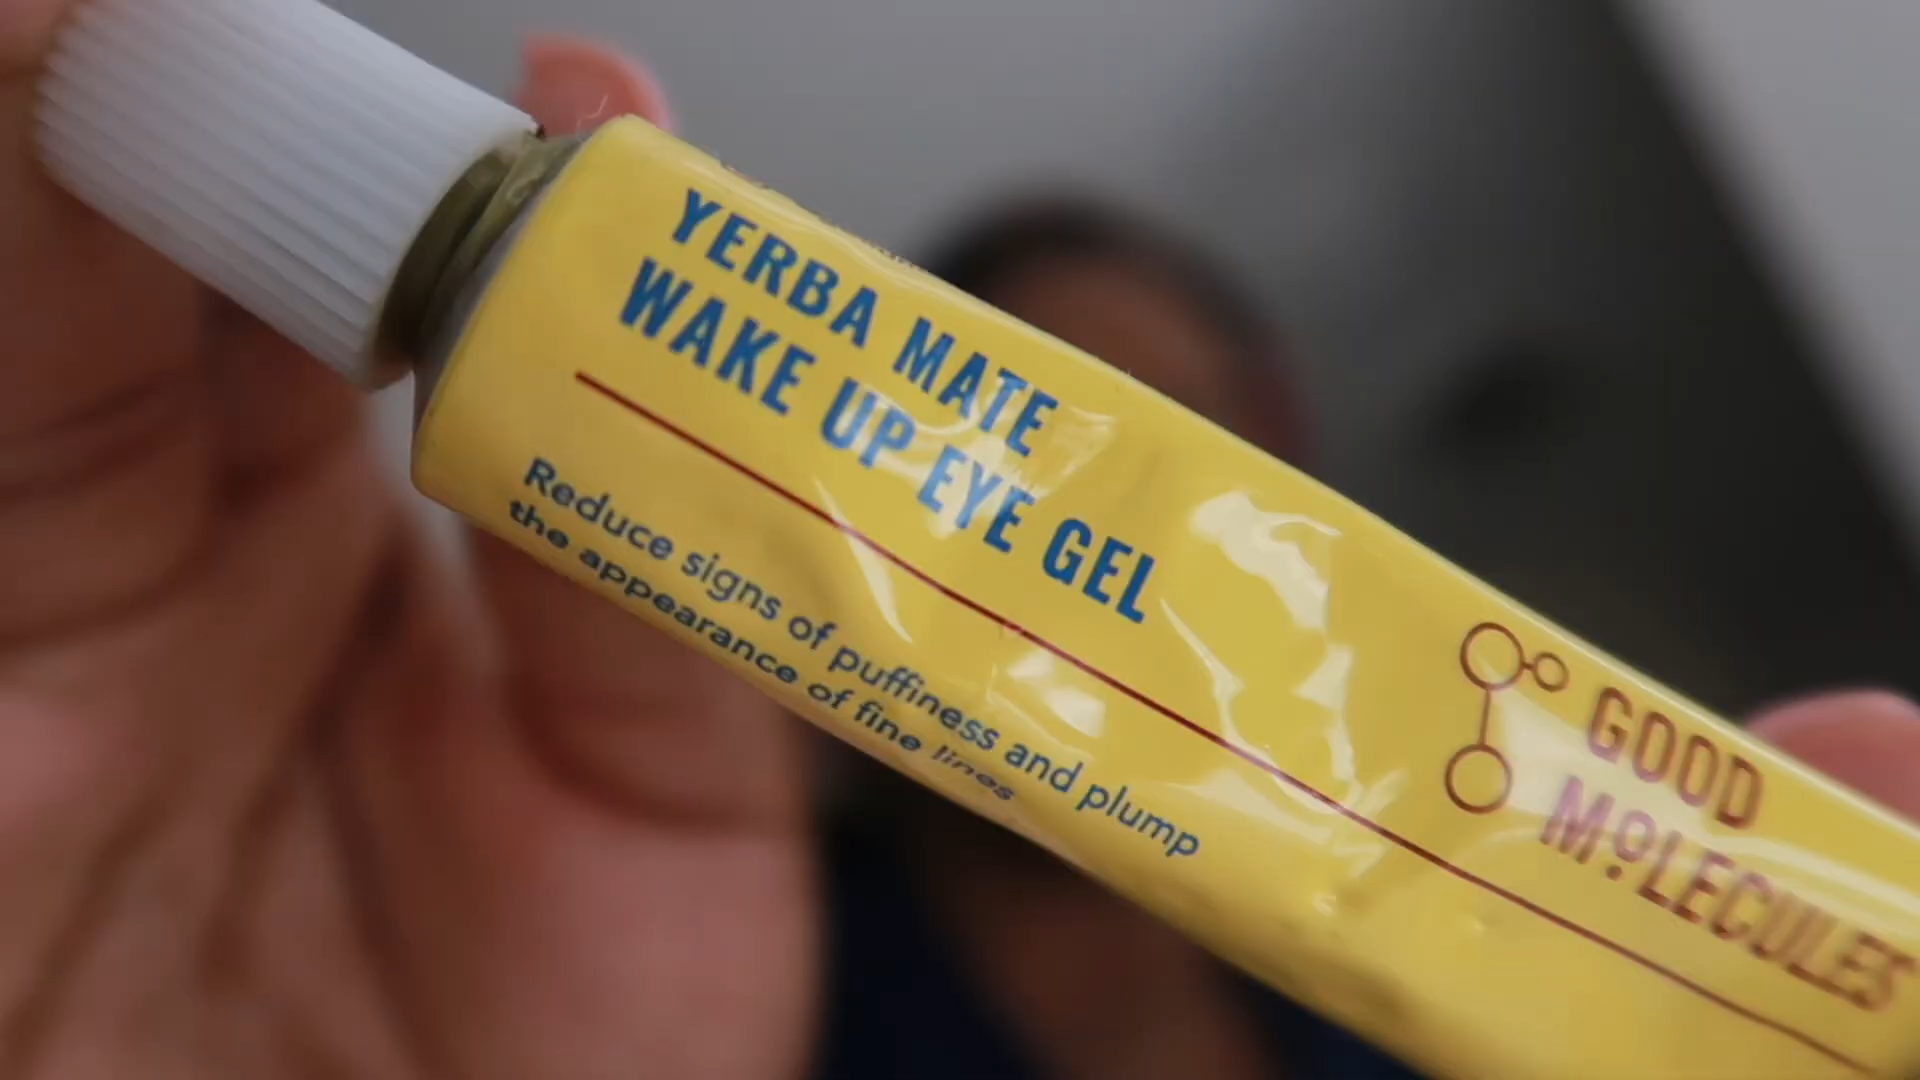 YERBA MATE
WAKE UP EYE GEL
Reduce signs of puffiness and plump
the appearance of fine lines
GOOD
MOLECULES